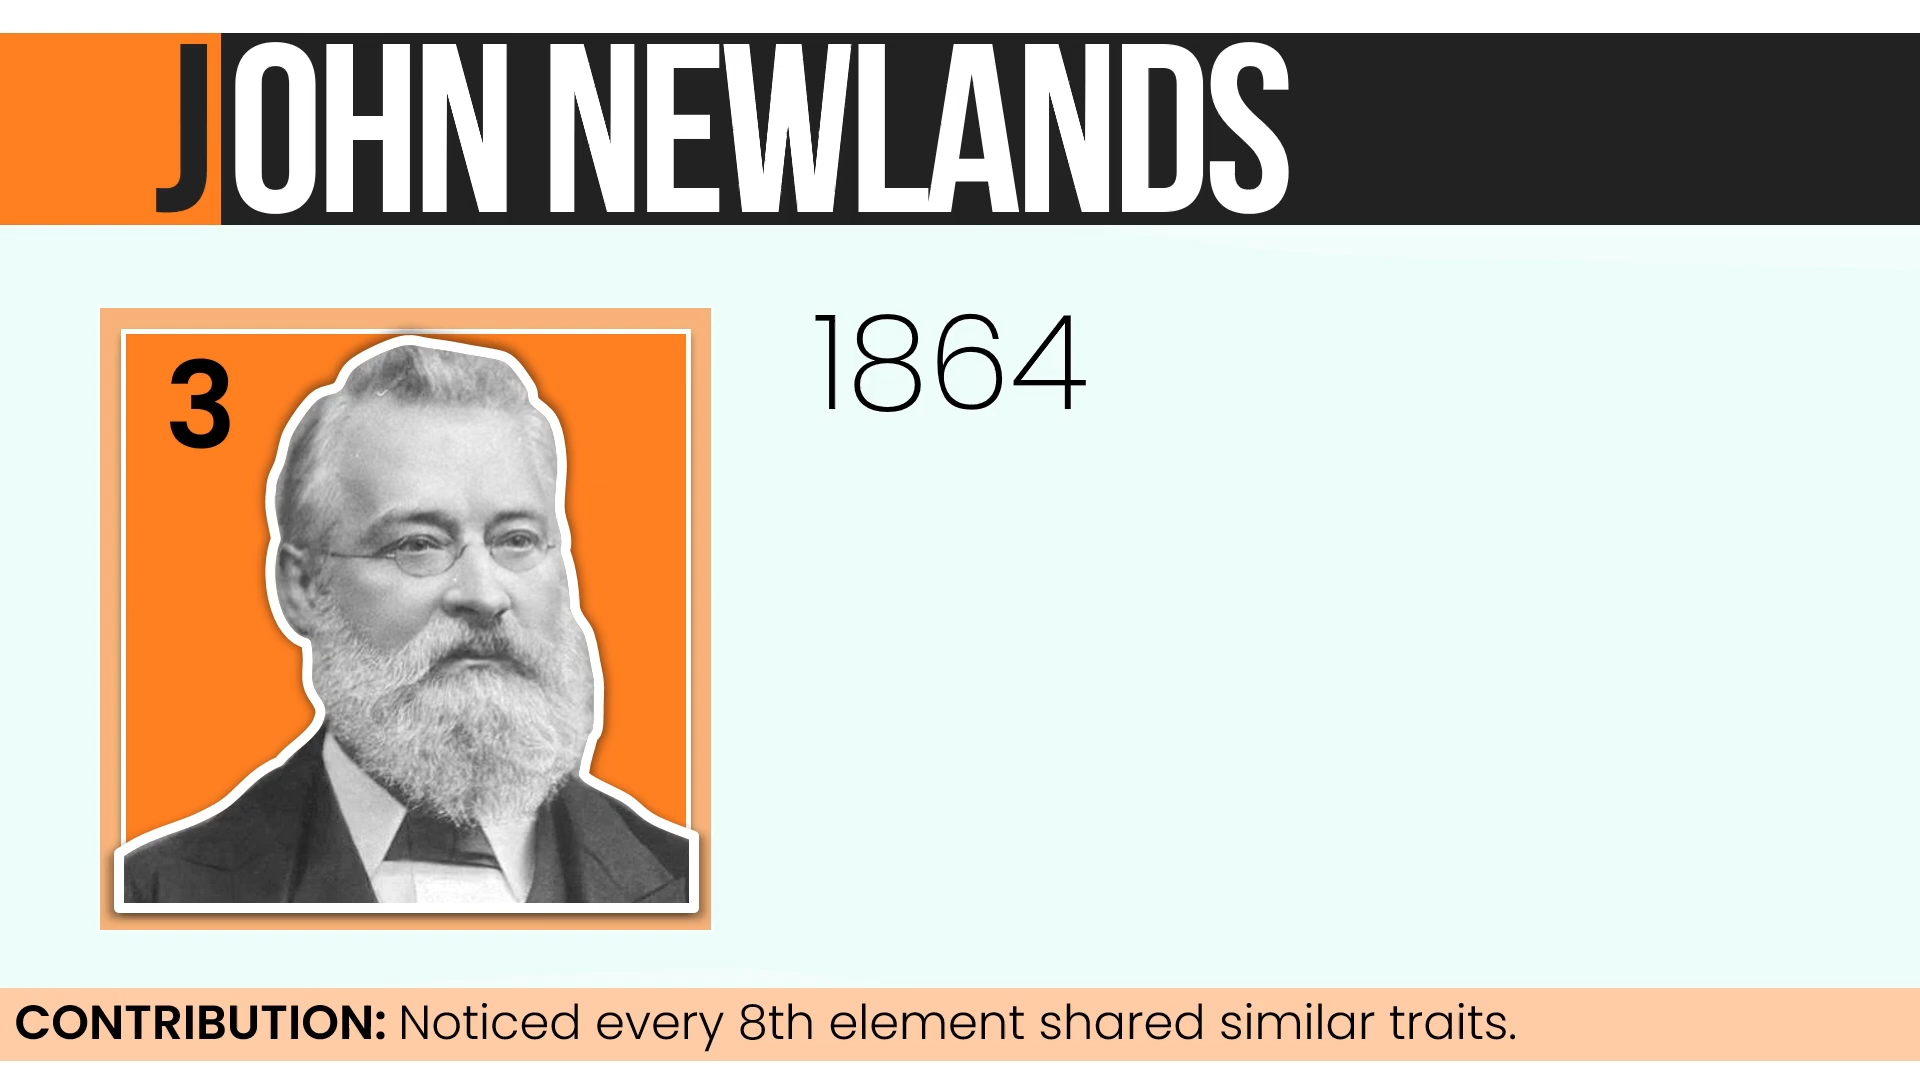 JOHN NEWLANDS
3
1864
CONTRIBUTION: Noticed every 8th element shared similar traits.